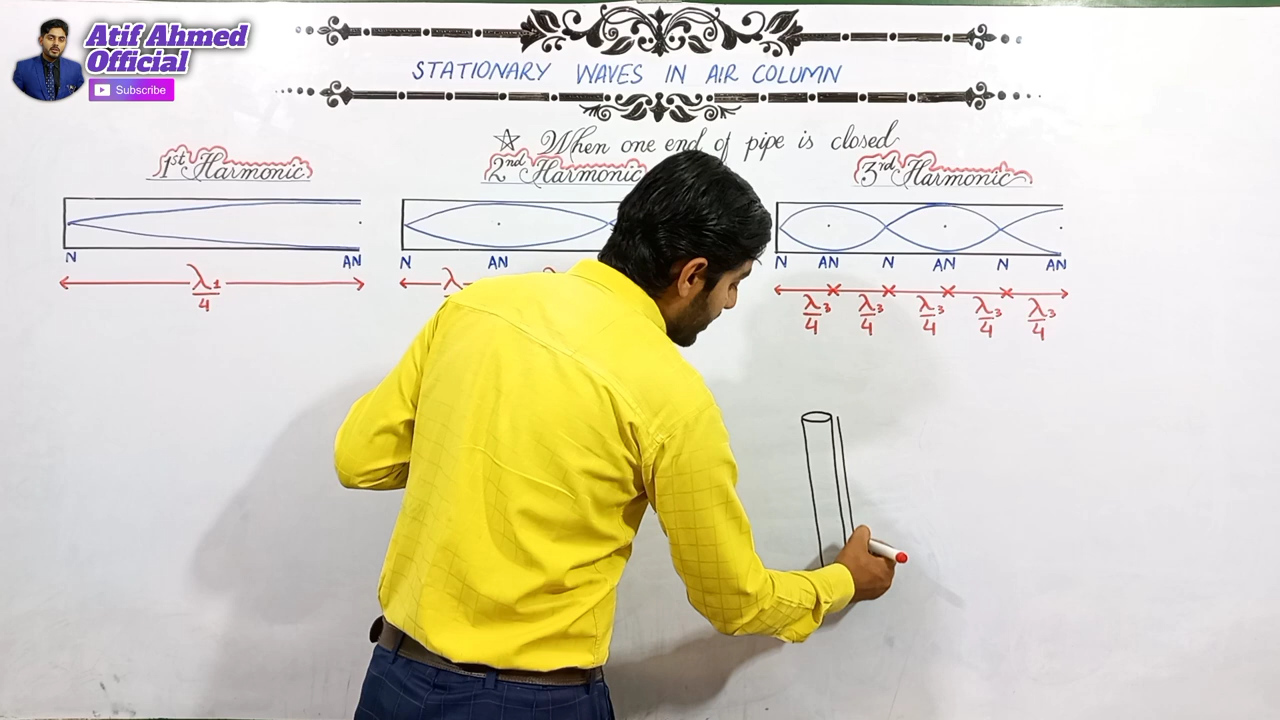 Atif Ahmed
Official
Subscribe
STATIONARY WAVES IN AIR COLUMN
☆ When one end of pipe is closed
1st Harmonic
2nd Harmonic
3rd Harmonic
N AN
N AN
N AN N AN N AN
λ1/4
λ
λ3/4 λ3/4 λ3/4 λ3/4 λ3/4